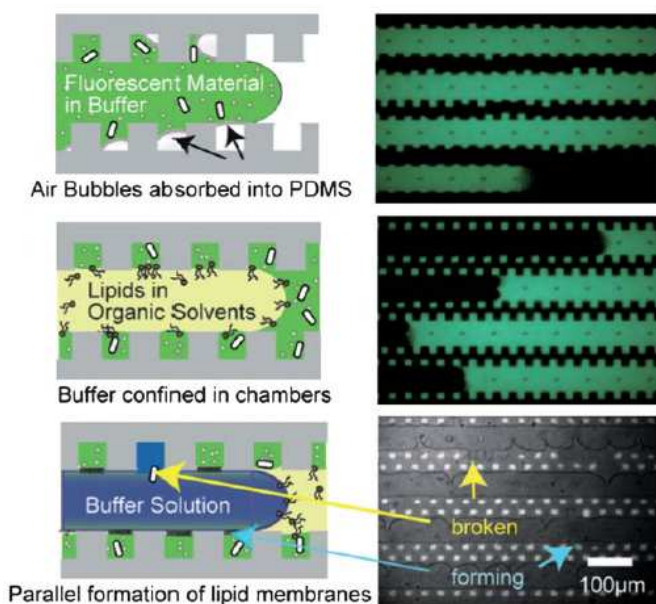 Fluorescent Material
in Buffer
Air Bubbles absorbed into PDMS
Lipids in
Organic Solvents
Buffer confined in chambers
Buffer Solution
broken
forming
100μm
Parallel formation of lipid membranes